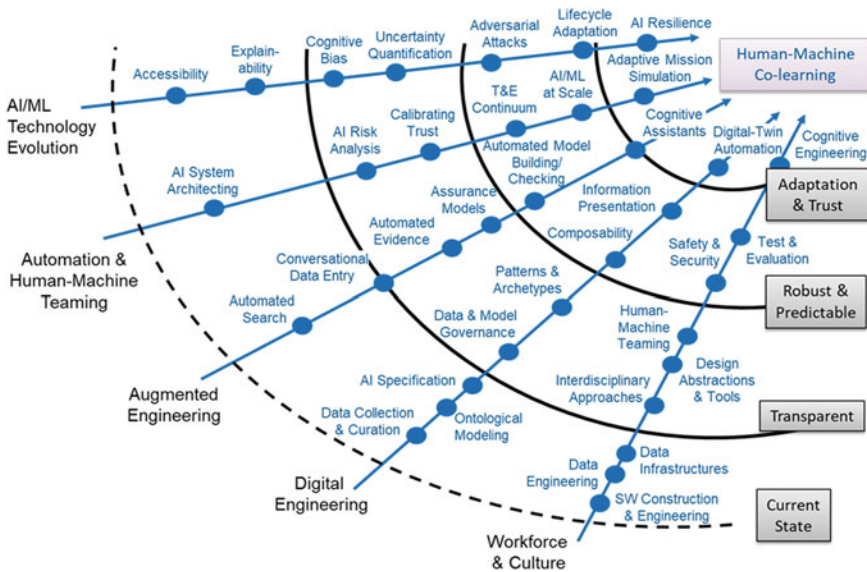 Accessibility
Explain-
ability
Cognitive
Bias
Uncertainty
Quantification
Adversarial
Attacks
Lifecycle
Adaptation
AI Resilience
Human-Machine
Co-learning
AI/ML
Technology
Evolution
AI System
Architecting
AI Risk
Analysis
Calibrating
Trust
T&E
Continuum
AI/ML
at Scale
Adaptive Mission
Simulation
Automation &
Human-Machine
Teaming
Automated
Search
Conversational
Data Entry
Automated
Evidence
Assurance
Models
Automated Model
Building/
Checking
Cognitive
Assistants
Augmented
Engineering
Data Collection
& Curation
AI Specification
Ontological
Modeling
Data & Model
Governance
Patterns &
Archetypes
Composability
Information
Presentation
Digital-Twin
Automation
Digital
Engineering
SW Construction
& Engineering
Data
Engineering
Data
Infrastructures
Interdisciplinary
Approaches
Design
Abstractions
& Tools
Human-
Machine
Teaming
Safety &
Security
Test &
Evaluation
Cognitive
Engineering
Workforce
& Culture
Adaptation
& Trust
Robust &
Predictable
Transparent
Current
State